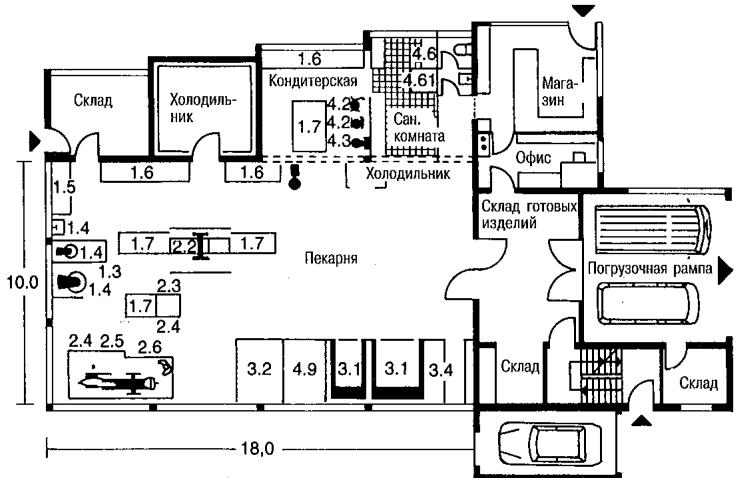 1.6
4.6
Кондитерская
4.61
Мага-
зин
Склад
Холодиль-
ник
4.2
4.2
4.3
1.7
Сан.
комната
Офис
1.6
1.6
Холодильник
1.5
1.4
1.4
1.3
1.4
1.7
2.2
1.7
Пекарня
Склад готовых
изделий
Погрузочная рампа
10.0
2.3
1.7
2.4
2.4
2.5
2.6
3.2
4.9
3.1
3.1
3.4
Склад
Склад
18,0